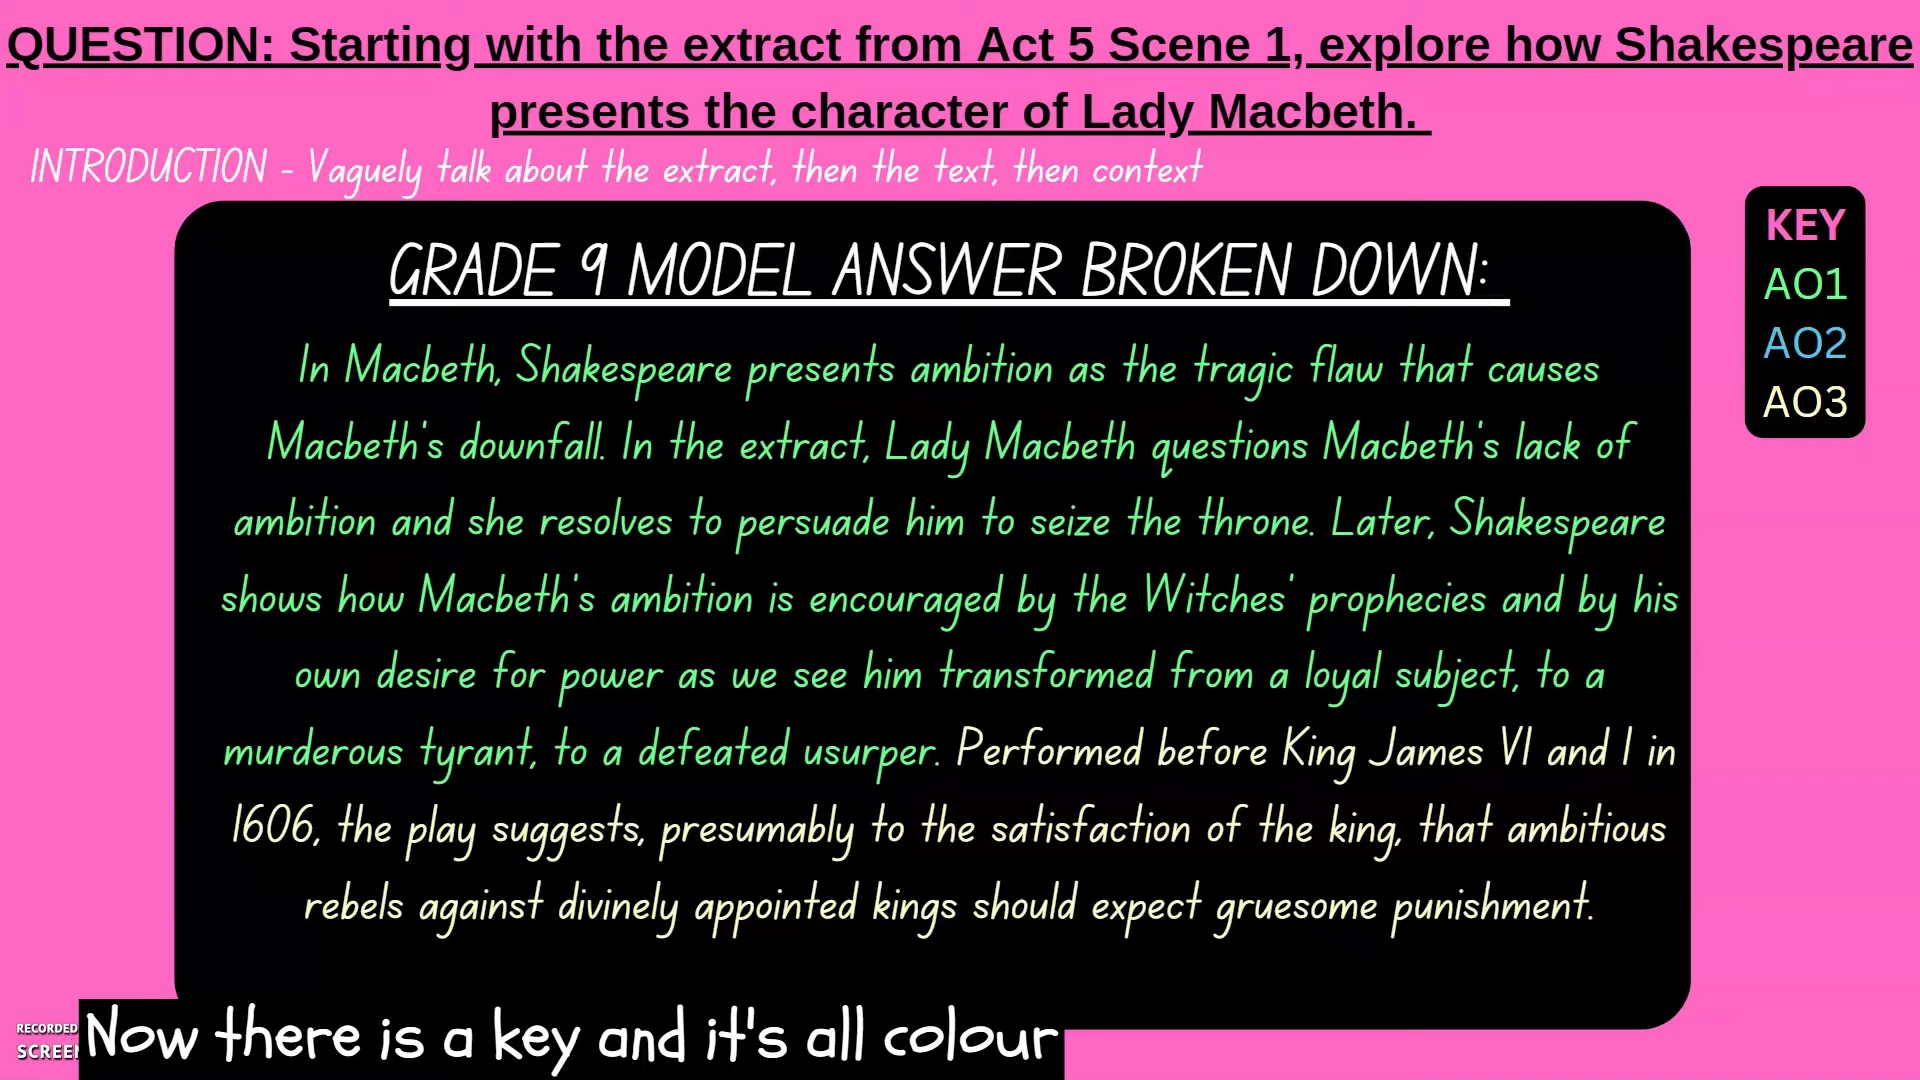 QUESTION: Starting with the extract from Act 5 Scene 1, explore how Shakespeare
presents the character of Lady Macbeth.
INTRODUCTION - Vaguely talk about the extract, then the text, then context
KEY
AO1
AO2
AO3
GRADE 9 MODEL ANSWER BROKEN DOWN:
In Macbeth, Shakespeare presents ambition as the tragic flaw that causes
Macbeth's downfall. In the extract, Lady Macbeth questions Macbeth's lack of
ambition and she resolves to persuade him to seize the throne. Later, Shakespeare
shows how Macbeth's ambition is encouraged by the Witches' prophecies and by his
own desire for power as we see him transformed from a loyal subject, to a
murderous tyrant, to a defeated usurper. Performed before King James VI and I in
1606, the play suggests, presumably to the satisfaction of the king, that ambitious
rebels against divinely appointed kings should expect gruesome punishment.
RECORDED
Now there is a key and it's all colour